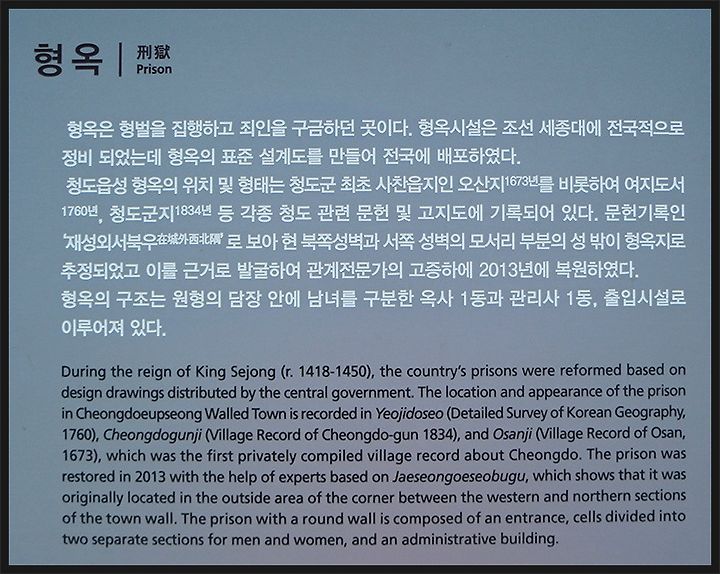 형옥 | 刑獄
Prison
형옥은 형벌을 집행하고 죄인을 구금하던 곳이다. 형옥시설은 조선 세종대에 전국적으로
정비 되었는데 형옥의 표준 설계도를 만들어 전국에 배포하였다.
청도읍성 형옥의 위치 및 형태는 청도군 최초 사찬읍지인 오산지1673년를 비롯하여 여지도서
1760년, 청도군지1834년 등 각종 청도 관련 문헌 및 고지도에 기록되어 있다. 문헌기록인
'재성외서북우在城外西北隅' 로 보아 현 북쪽성벽과 서쪽 성벽의 모서리 부분의 성 밖이 형옥지로
추정되었고 이를 근거로 발굴하여 관계전문가의 고증하에 2013년에 복원하였다.
형옥의 구조는 원형의 담장 안에 남녀를 구분한 옥사 1동과 관리사 1동, 출입시설로
이루어져 있다.
During the reign of King Sejong (r. 1418-1450), the country's prisons were reformed based on
design drawings distributed by the central government. The location and appearance of the prison
in Cheongdoeupseong Walled Town is recorded in Yeojidoseo (Detailed Survey of Korean Geography,
1760), Cheongdogunji (Village Record of Cheongdo-gun 1834), and Osanji (Village Record of Osan,
1673), which was the first privately compiled village record about Cheongdo. The prison was
restored in 2013 with the help of experts based on Jaeseongoeseobugu, which shows that it was
originally located in the outside area of the corner between the western and northern sections
of the town wall. The prison with a round wall is composed of an entrance, cells divided into
two separate sections for men and women, and an administrative building.